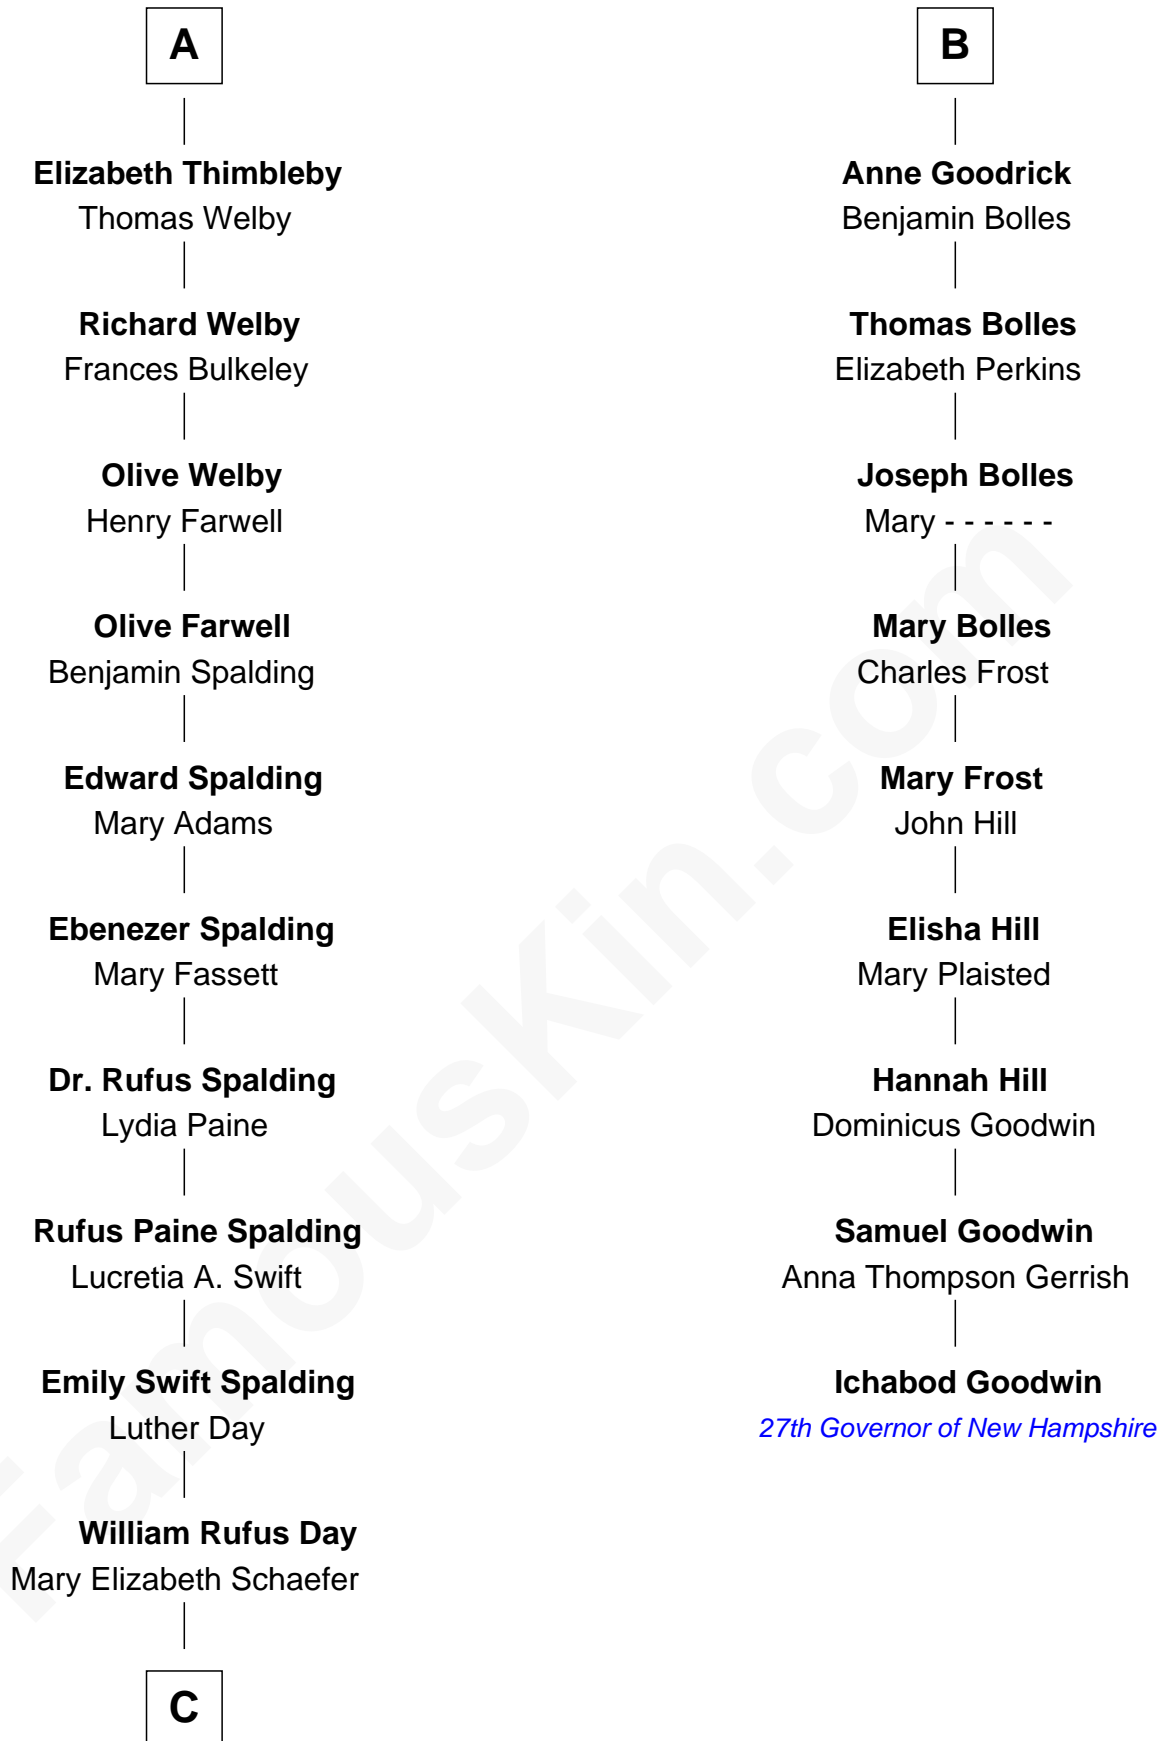 A
Elizabeth Thimbleby
Thomas Welby
Richard Welby
Frances Bulkeley
Olive Welby
Henry Farwell
Olive Farwell
Benjamin Spalding
Edward Spalding
Mary Adams
Ebenezer Spalding
Mary Fassett
Dr. Rufus Spalding
Lydia Paine
Rufus Paine Spalding
Lucretia A. Swift
Emily Swift Spalding
Luther Day
William Rufus Day
Mary Elizabeth Schaefer
C
B
Anne Goodrick
Benjamin Bolles
Thomas Bolles
Elizabeth Perkins
Joseph Bolles
Mary - - - - - -
Mary Bolles
Charles Frost
Mary Frost
John Hill
Elisha Hill
Mary Plaisted
Hannah Hill
Dominicus Goodwin
Samuel Goodwin
Anna Thompson Gerrish
Ichabod Goodwin
27th Governor of New Hampshire
FamousKin.com